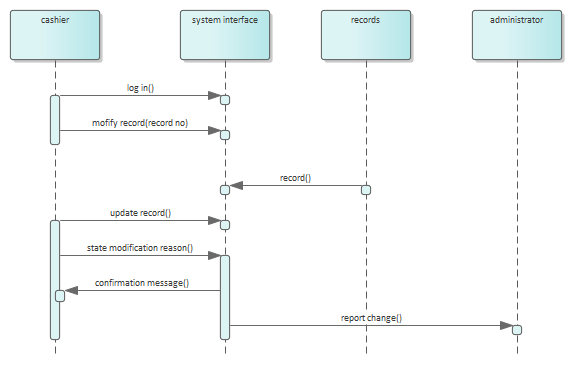 cashier
system interface
records
administrator
log in()
mofify record(record no)
record()
update record()
state modification reason()
confirmation message()
report change()